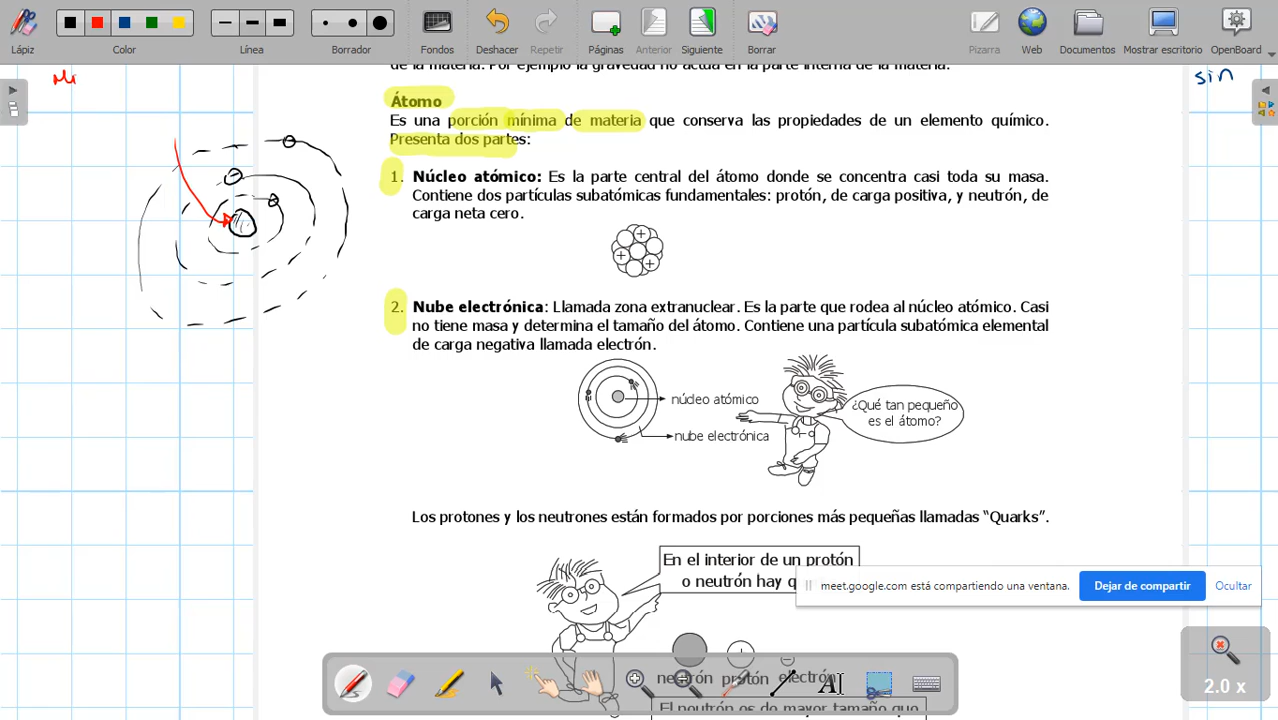 Lápiz
Color
Línea
Borrador
Fondos
Deshacer
Repetir
Páginas
Anterior
Siguiente
Borrar
Pizarra
Web
Documentos
Mostrar escritorio
OpenBoard
de la materia. Por ejemplo la gravedad no actúa en la parte interna de la materia.
sin
Átomo
Es una porción mínima de materia que conserva las propiedades de un elemento químico.
Presenta dos partes:
1. Núcleo atómico: Es la parte central del átomo donde se concentra casi toda su masa.
Contiene dos partículas subatómicas fundamentales: protón, de carga positiva, y neutrón, de
carga neta cero.
+
+
+
2. Nube electrónica: Llamada zona extranuclear. Es la parte que rodea al núcleo atómico. Casi
no tiene masa y determina el tamaño del átomo. Contiene una partícula subatómica elemental
de carga negativa llamada electrón.
núcleo atómico
nube electrónica
¿Qué tan pequeño
es el átomo?
Los protones y los neutrones están formados por porciones más pequeñas llamadas “Quarks”.
En el interior de un protón
o neutrón hay q
meet.google.com está compartiendo una ventana.
Dejar de compartir
Ocultar
+
neutrón protón electrón
El neutrón es de mayor tamaño que
2.0 x